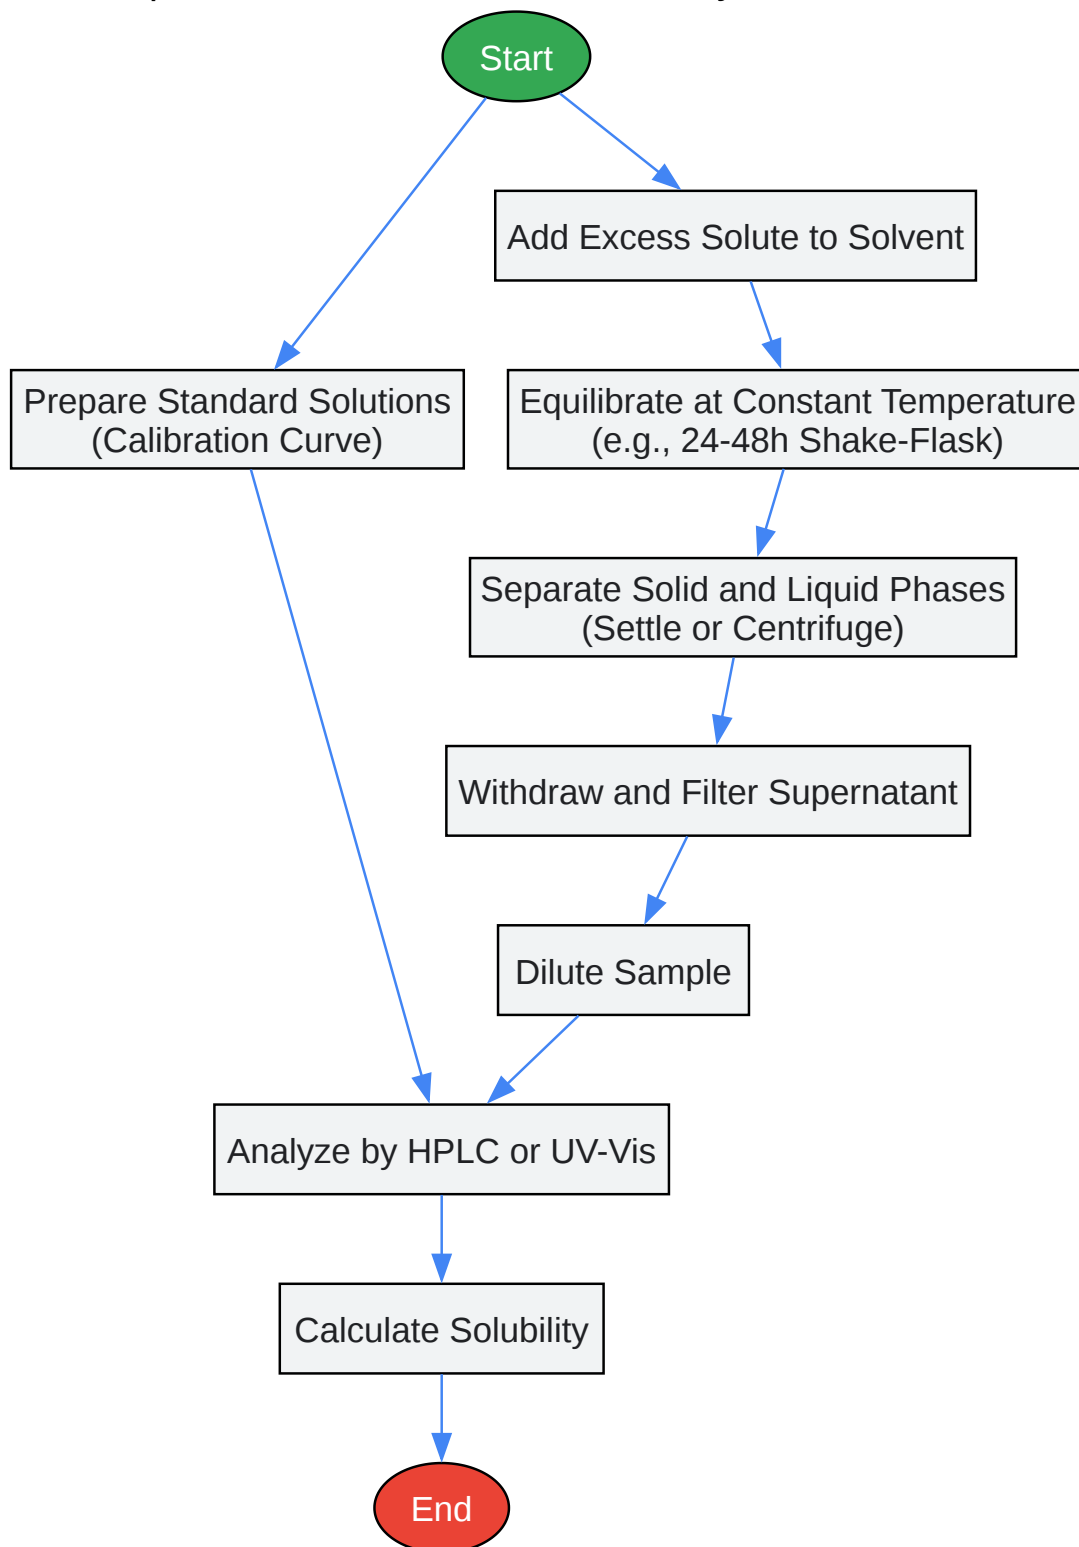 Start
Add Excess Solute to Solvent
Prepare Standard Solutions
(Calibration Curve)
Equilibrate at Constant Temperature
(e.g., 24-48h Shake-Flask)
Separate Solid and Liquid Phases
(Settle or Centrifuge)
Withdraw and Filter Supernatant
Dilute Sample
Analyze by HPLC or UV-Vis
Calculate Solubility
End